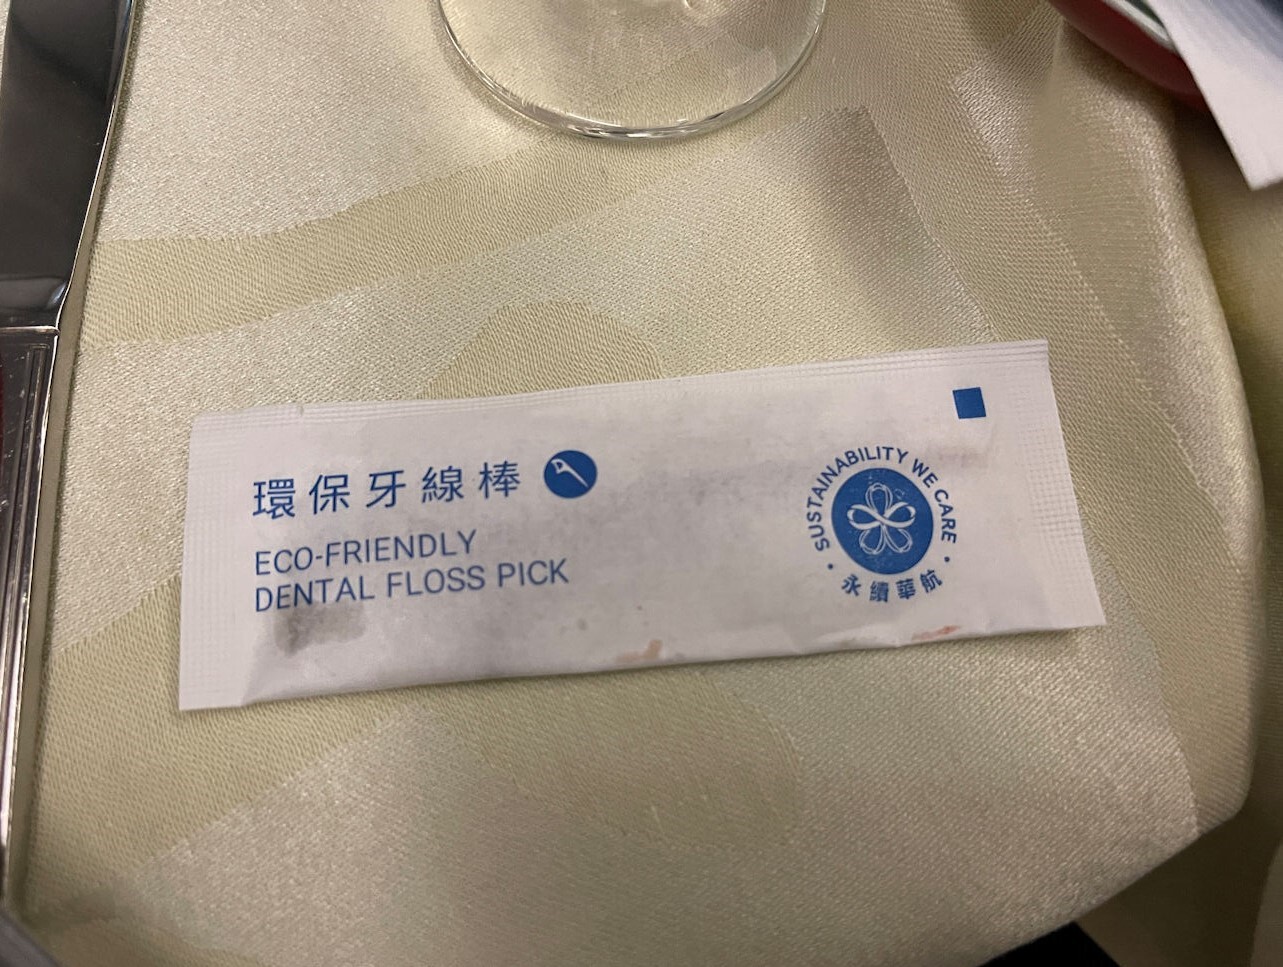 環保牙線棒
ECO-FRIENDLY
DENTAL FLOSS PICK
SUSTAINABILITY WE CARE
永續華航